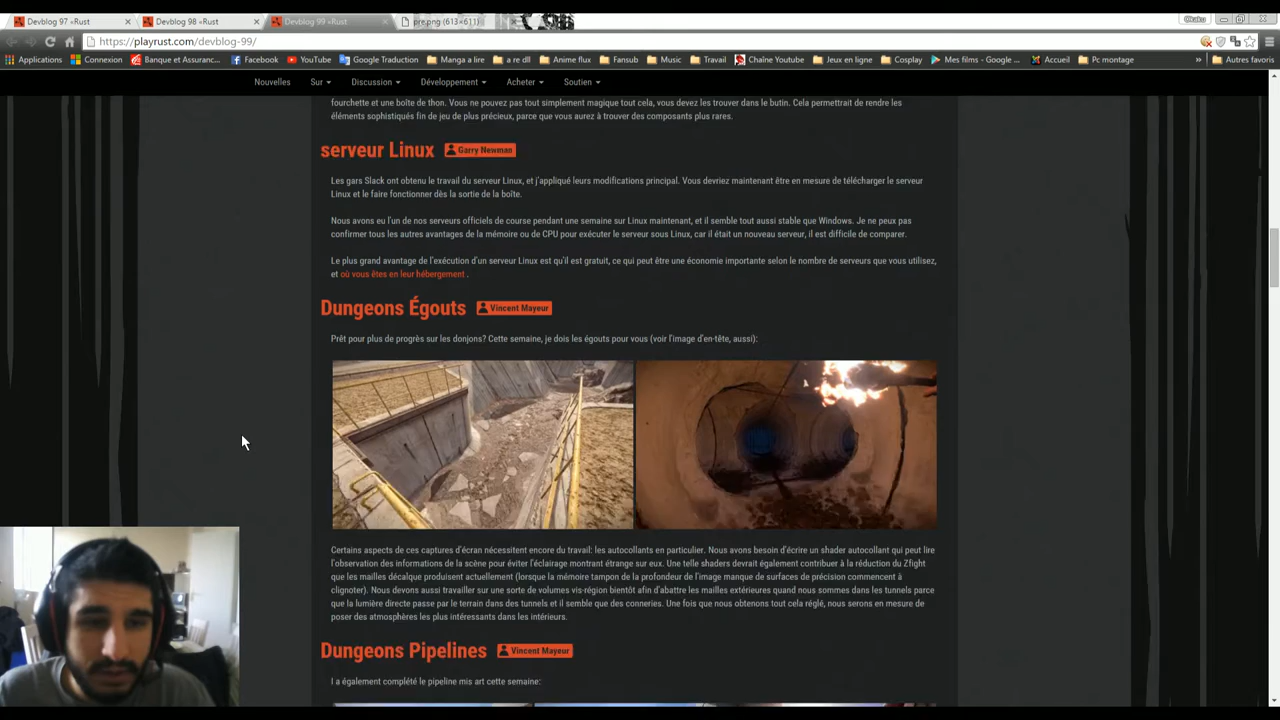 Devblog 97 «Rust
Devblog 98 «Rust
Devblog 99 «Rust
pre.png (613×611)
Otaku
https://playrust.com/devblog-99/
Applications
Connexion
Banque et Assuranc...
Facebook
YouTube
Google Traduction
Manga a lire
a re dl
Anime flux
Fansub
Music
Travail
Chaîne Youtube
Jeux en ligne
Cosplay
Mes films - Google ...
Accueil
Pc montage
»
Autres favoris
Nouvelles
Sur
Discussion
Développement
Acheter
Soutien
fourchette et une boîte de thon. Vous ne pouvez pas tout simplement magique tout cela, vous devez les trouver dans le butin. Cela permettrait de rendre les
éléments sophistiqués fin de jeu de plus précieux, parce que vous aurez à trouver des composants plus rares.
serveur Linux
Garry Newman
Les gars Slack ont obtenu le travail du serveur Linux, et j'appliqué leurs modifications principal. Vous devriez maintenant être en mesure de télécharger le serveur
Linux et le faire fonctionner dès la sortie de la boîte.
Nous avons eu l'un de nos serveurs officiels de course pendant une semaine sur Linux maintenant, et il semble tout aussi stable que Windows. Je ne peux pas
confirmer tous les autres avantages de la mémoire ou de CPU pour exécuter le serveur sous Linux, car il était un nouveau serveur, il est difficile de comparer.
Le plus grand avantage de l'exécution d'un serveur Linux est qu'il est gratuit, ce qui peut être une économie importante selon le nombre de serveurs que vous utilisez,
et où vous êtes en leur hébergement .
Dungeons Égouts
Vincent Mayeur
Prêt pour plus de progrès sur les donjons? Cette semaine, je dois les égouts pour vous (voir l'image d'en-tête, aussi):
Certains aspects de ces captures d'écran nécessitent encore du travail: les autocollants en particulier. Nous avons besoin d'écrire un shader autocollant qui peut lire
l'observation des informations de la scène pour éviter l'éclairage montrant étrange sur eux. Une telle shaders devrait également contribuer à la réduction du Zfight
que les mailles décalque produisent actuellement (lorsque la mémoire tampon de la profondeur de l'image manque de surfaces de précision commencent à
clignoter). Nous devons aussi travailler sur une sorte de volumes vis-région bientôt afin d'abattre les mailles extérieures quand nous sommes dans les tunnels parce
que la lumière directe passe par le terrain dans des tunnels et il semble que des conneries. Une fois que nous obtenons tout cela réglé, nous serons en mesure de
poser des atmosphères les plus intéressants dans les intérieurs.
Dungeons Pipelines
Vincent Mayeur
I a également complété le pipeline mis art cette semaine: